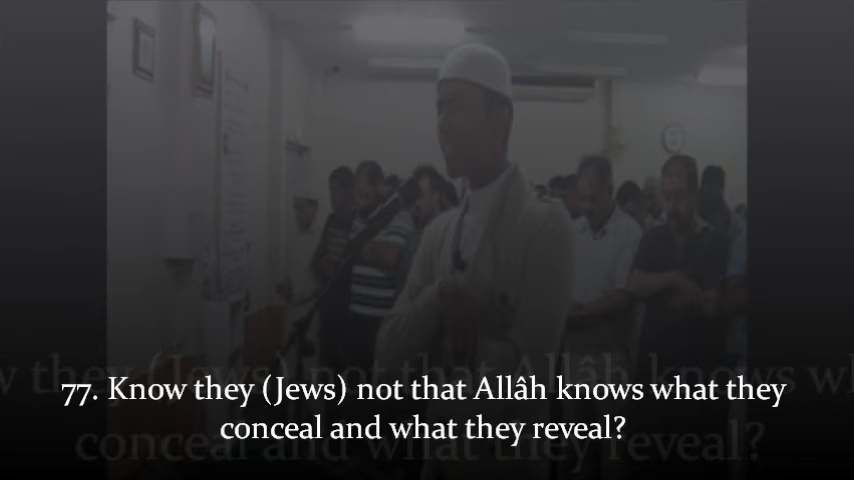 77. Know they (Jews) not that Allâh knows what they
conceal and what they reveal?